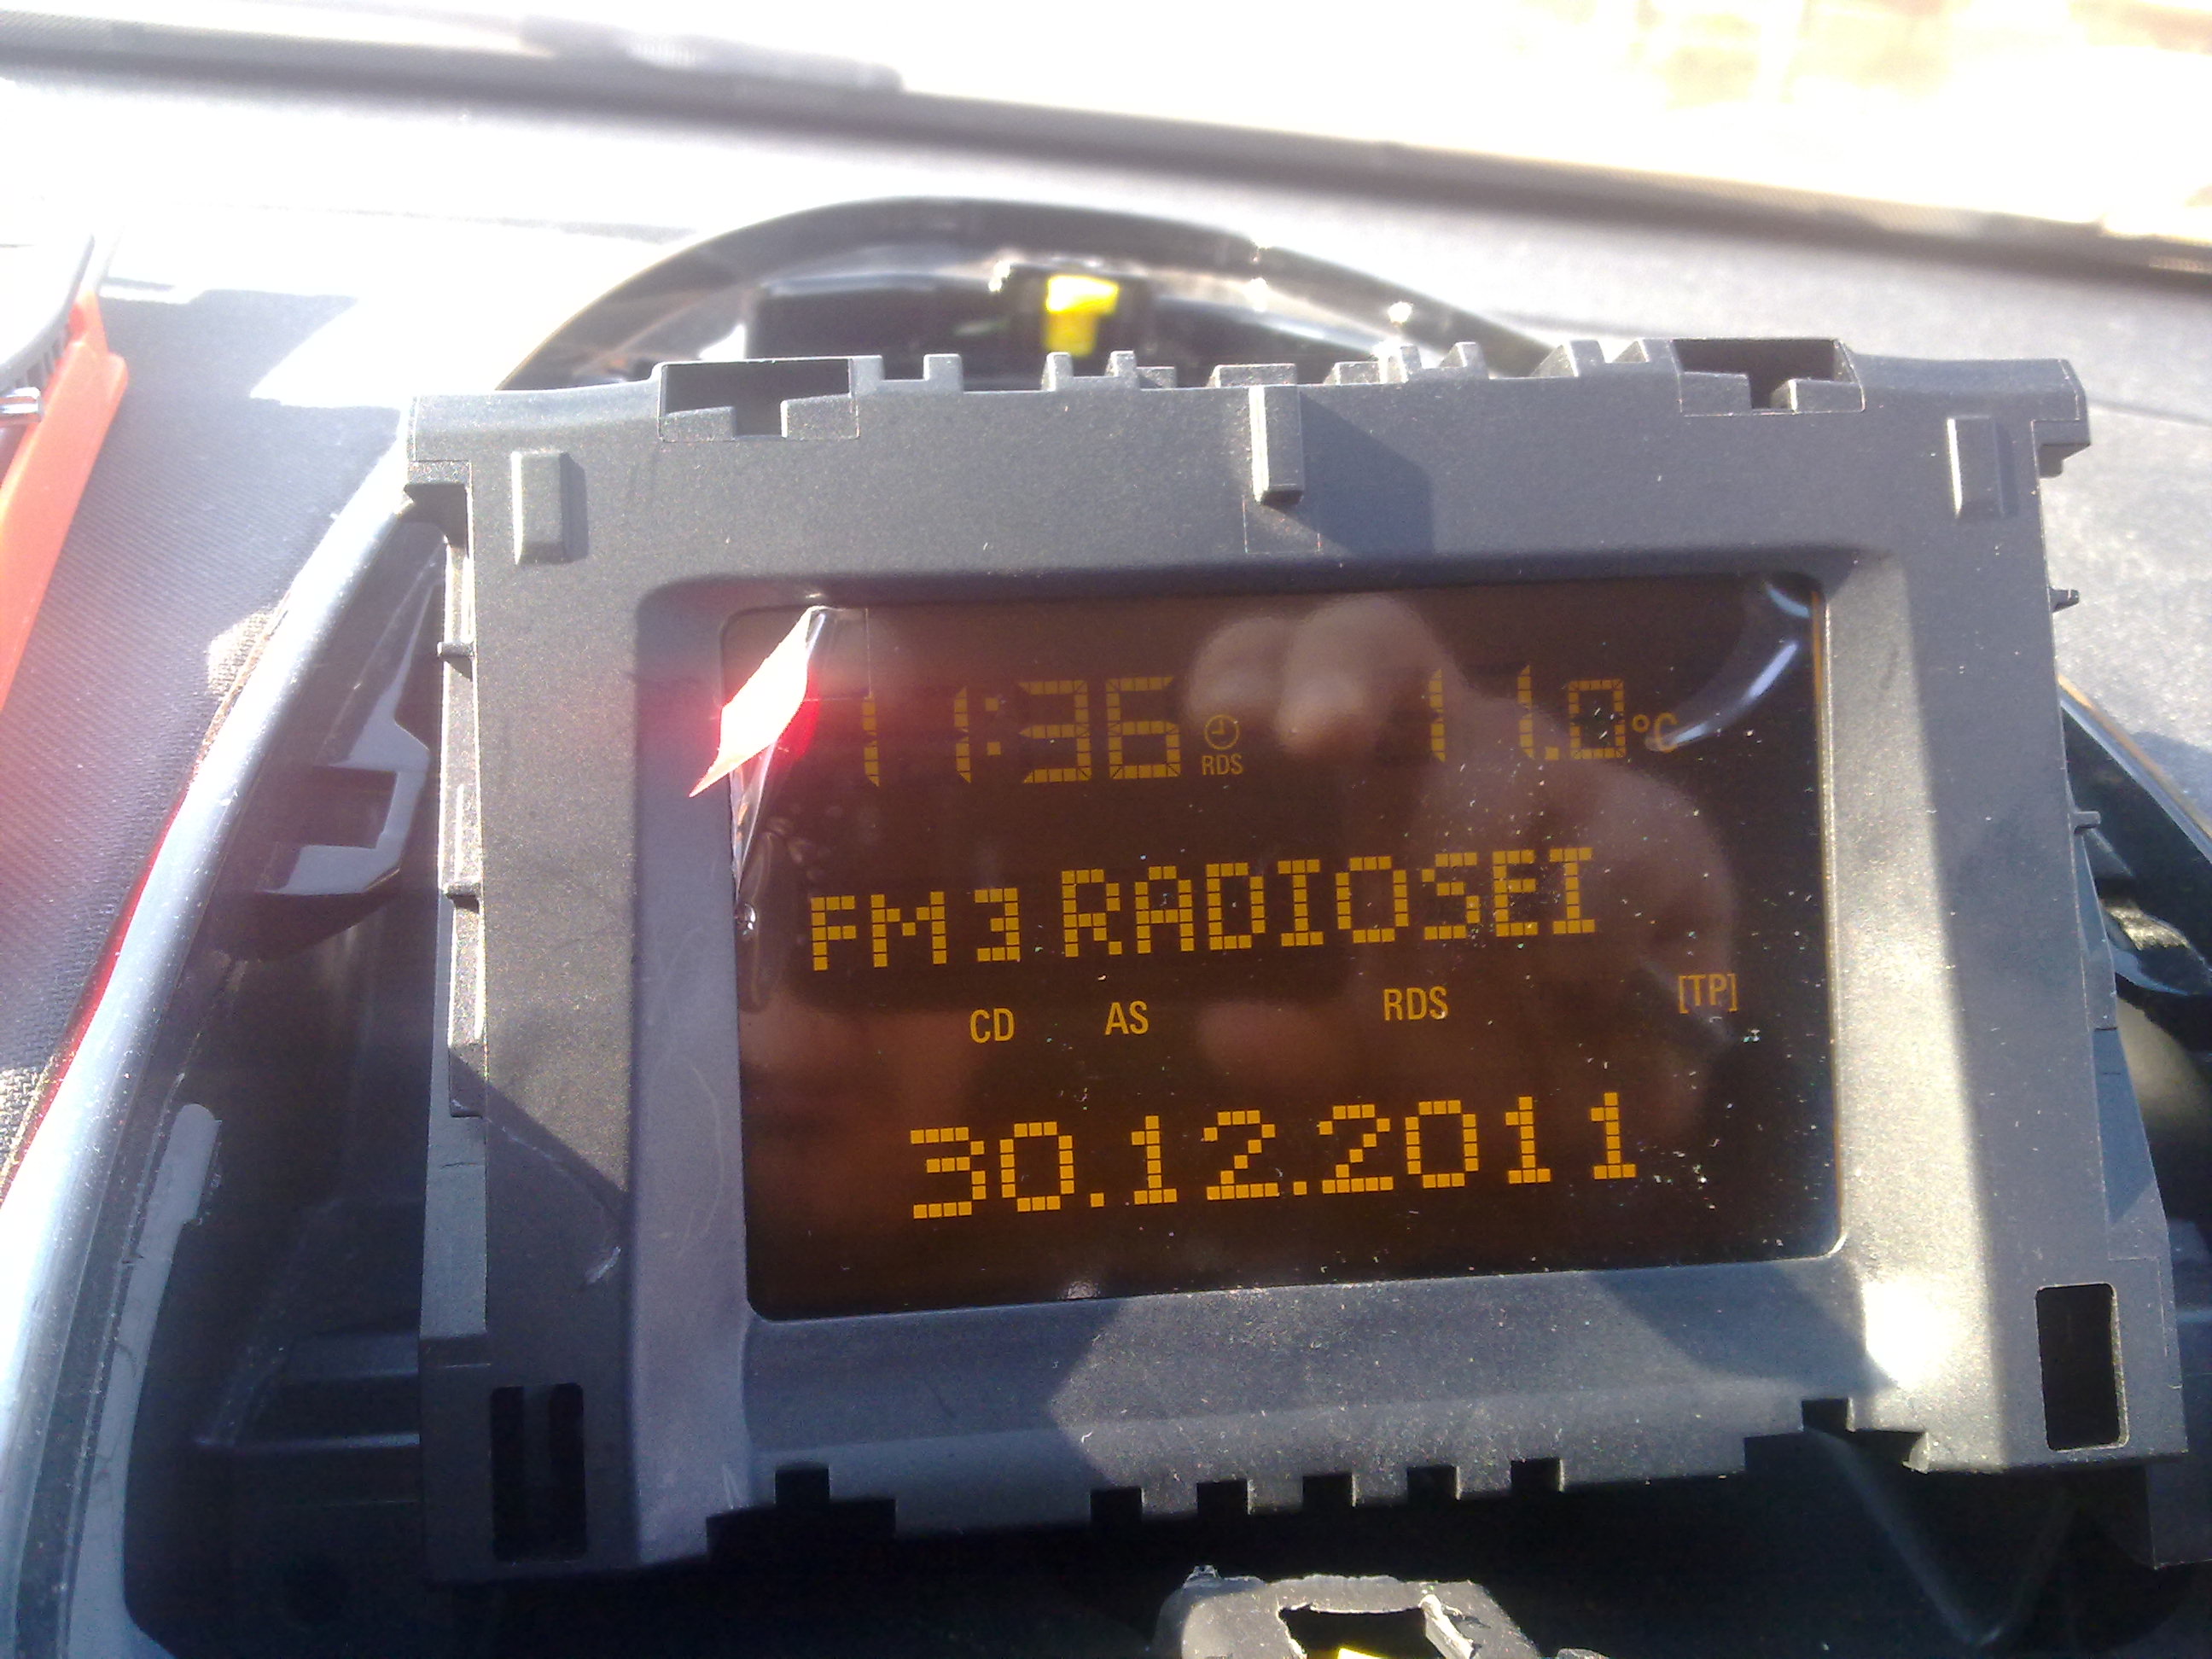 11:36 RDS 11.0°C
FM3 RADIOSEI
CD AS RDS [TP]
30.12.2011